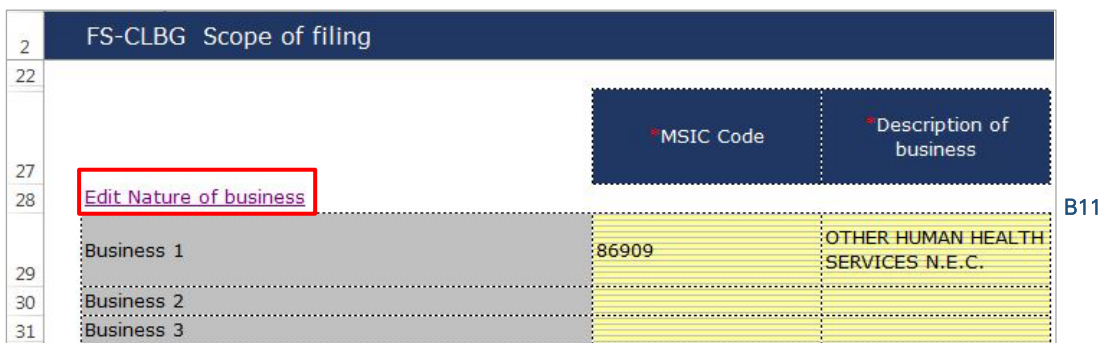 2 FS-CLBG Scope of filing
22
27 *MSIC Code *Description of business
28 Edit Nature of business
B11
29 Business 1 86909 OTHER HUMAN HEALTH SERVICES N.E.C.
30 Business 2
31 Business 3